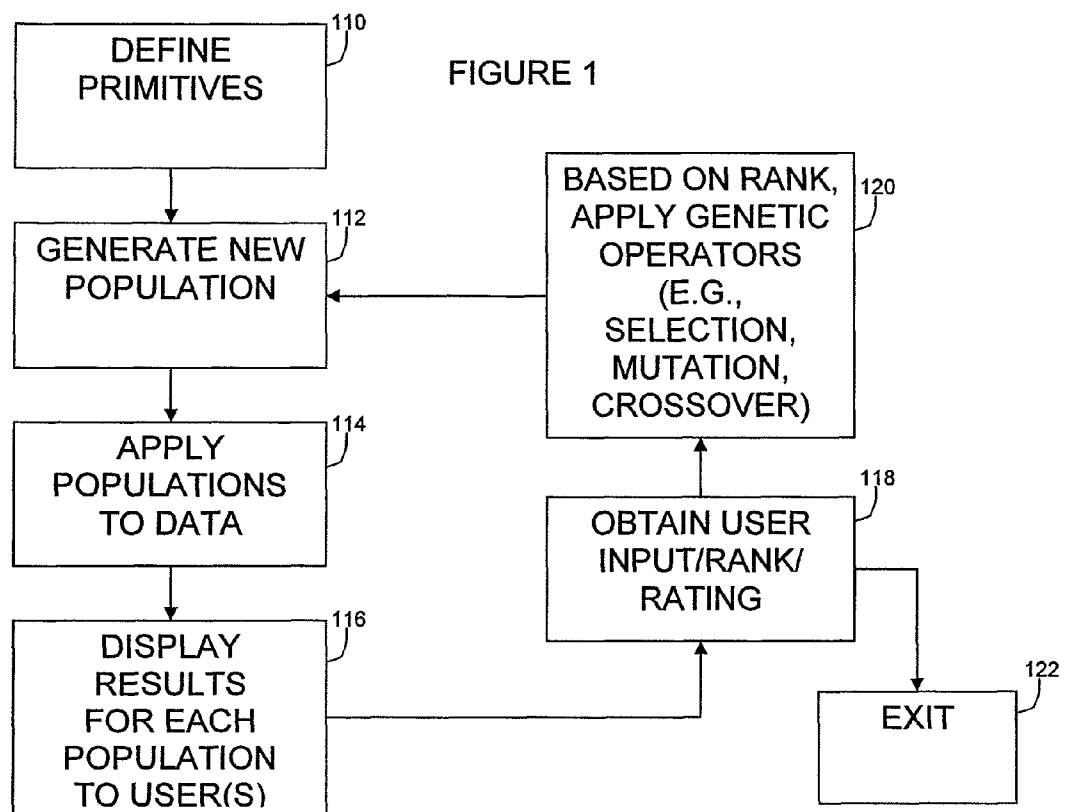 110
DEFINE
PRIMITIVES
FIGURE 1
112
GENERATE NEW
POPULATION
114
APPLY
POPULATIONS
TO DATA
116
DISPLAY
RESULTS
FOR EACH
POPULATION
TO USER(S)
118
OBTAIN USER
INPUT/RANK/
RATING
120
BASED ON RANK,
APPLY GENETIC
OPERATORS
(E.G.,
SELECTION,
MUTATION,
CROSSOVER)
122
EXIT